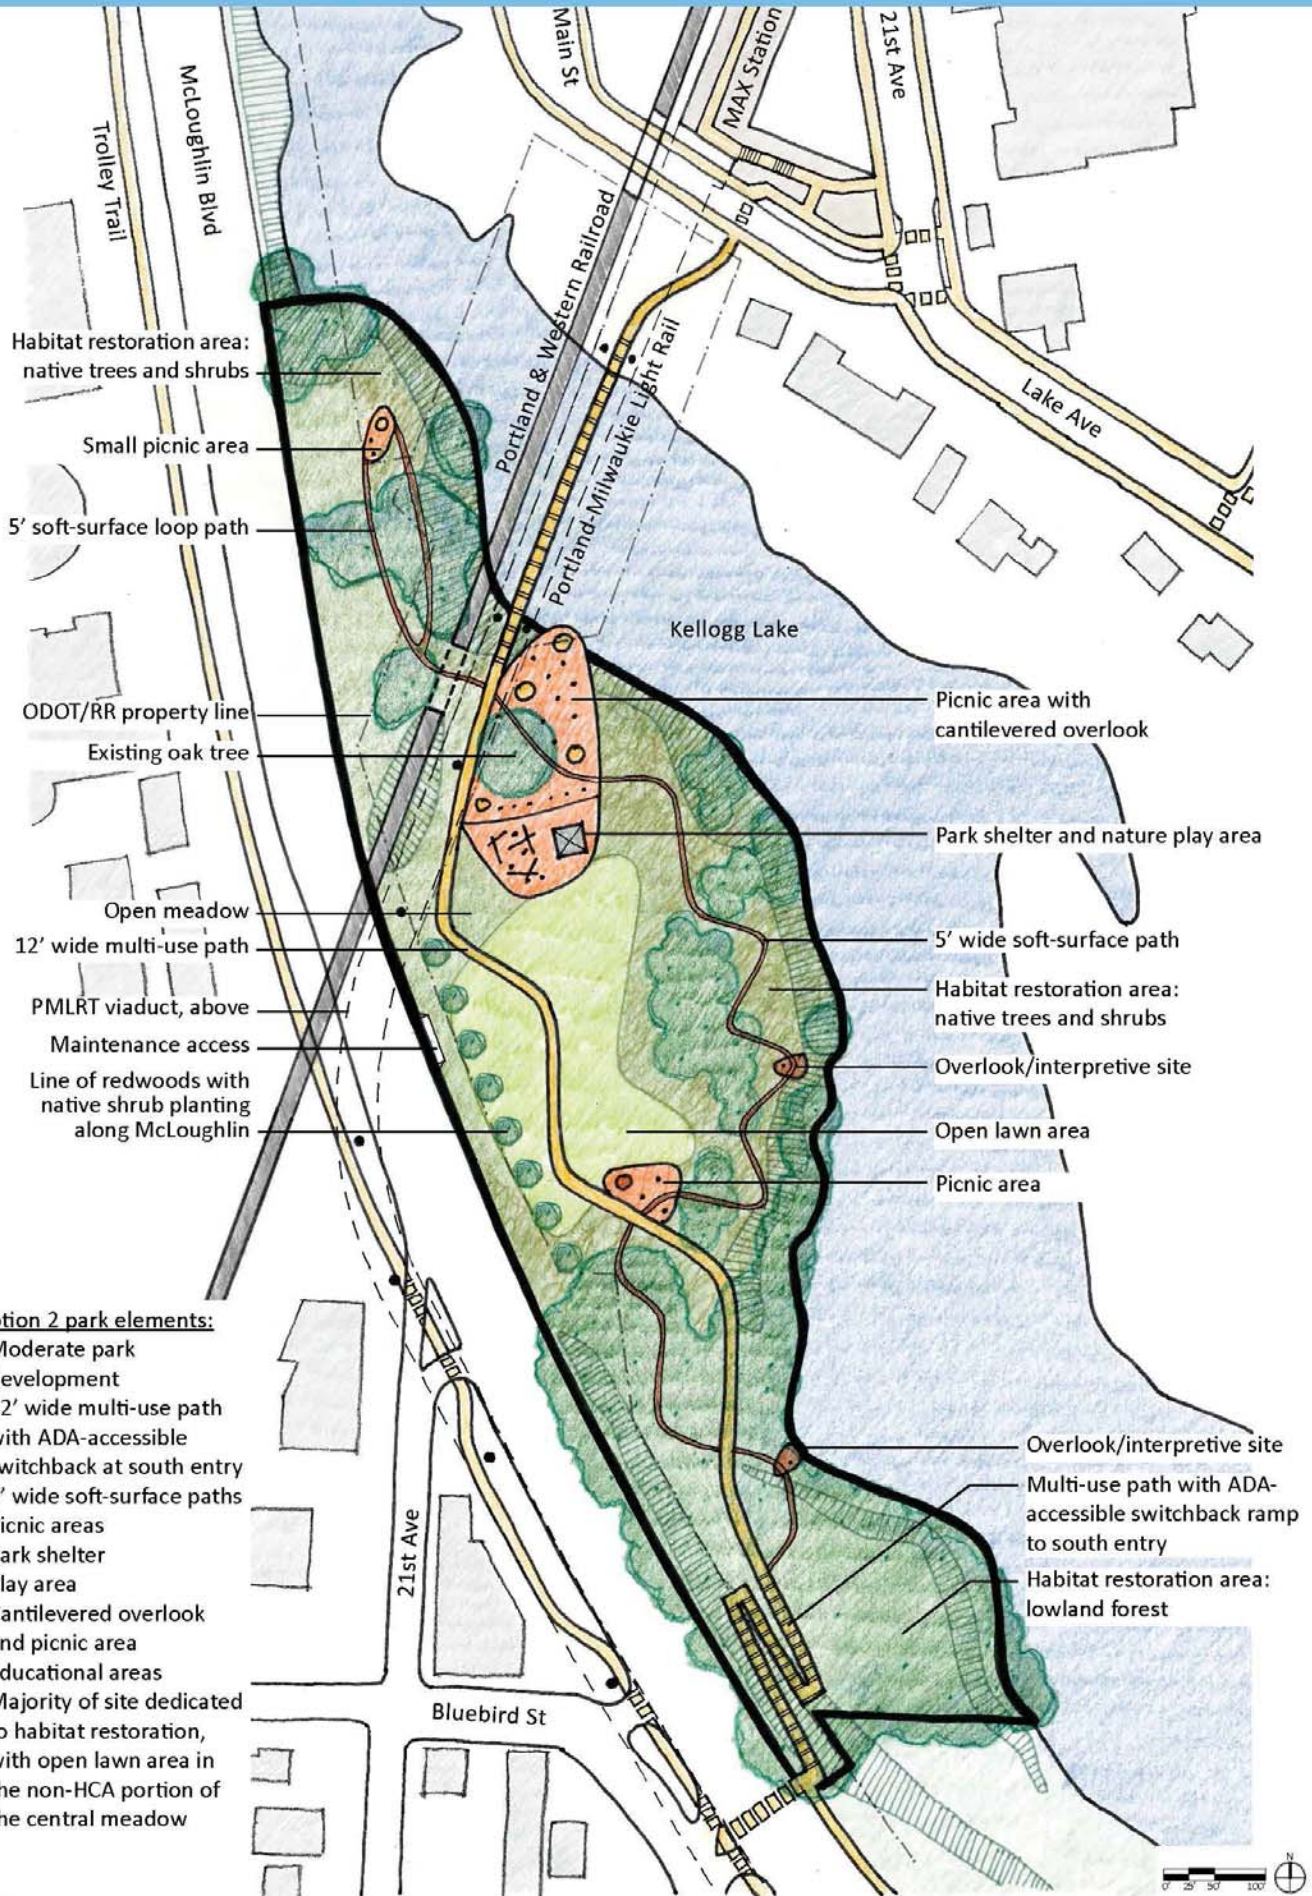 Main St
MAX Station
21st Ave
McLoughlin Blvd
Trolley Trail
Portland & Western Railroad
Portland-Milwaukie Light Rail
Lake Ave
Kellogg Lake
Habitat restoration area:
native trees and shrubs
Small picnic area
5' soft-surface loop path
ODOT/RR property line
Existing oak tree
Open meadow
12' wide multi-use path
PMLRT viaduct, above
Maintenance access
Line of redwoods with
native shrub planting
along McLoughlin
Picnic area with
cantilevered overlook
Park shelter and nature play area
5' wide soft-surface path
Habitat restoration area:
native trees and shrubs
Overlook/interpretive site
Open lawn area
Picnic area
Overlook/interpretive site
Multi-use path with ADA-
accessible switchback ramp
to south entry
Habitat restoration area:
lowland forest
tion 2 park elements:
Moderate park
evelopment
2' wide multi-use path
with ADA-accessible
witchback at south entry
' wide soft-surface paths
icnic areas
ark shelter
lay area
antilevered overlook
nd picnic area
ducational areas
Majority of site dedicated
o habitat restoration,
with open lawn area in
he non-HCA portion of
he central meadow
21st Ave
Bluebird St
0' 25' 50' 100'
N